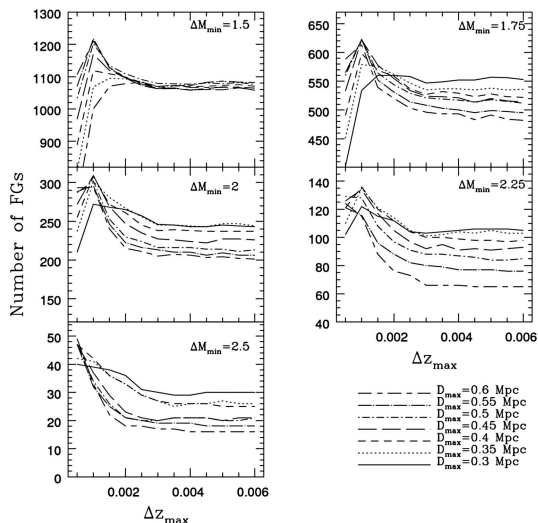 Number of FGs
1300
1200
1100
1000
900
ΔM_min=1.5
300
250
200
150
ΔM_min=2
50
40
30
20
10
0
ΔM_min=2.5
0.002
0.004
0.006
Δz_max
650
600
550
500
450
ΔM_min=1.75
140
120
100
80
60
40
ΔM_min=2.25
0.002
0.004
0.006
Δz_max
D_max=0.6 Mpc
D_max=0.55 Mpc
D_max=0.5 Mpc
D_max=0.45 Mpc
D_max=0.4 Mpc
D_max=0.35 Mpc
D_max=0.3 Mpc